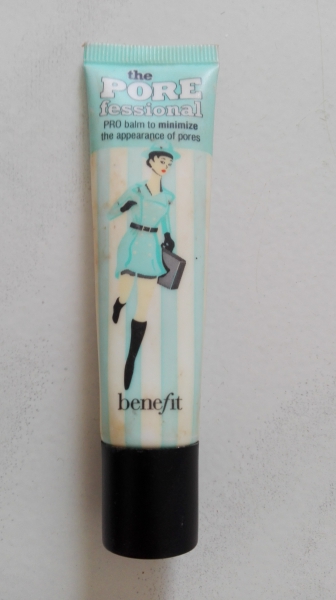 the
PORE
fessional
PRO balm to minimize
the appearance of pores
benefit